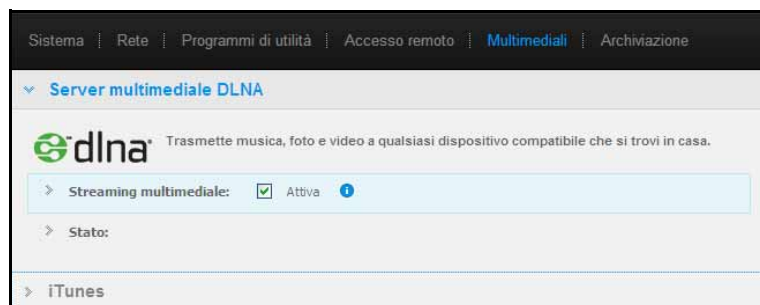 Sistema | Rete | Programmi di utilità | Accesso remoto | Multimediali | Archiviazione
Server multimediale DLNA
dlna Trasmette musica, foto e video a qualsiasi dispositivo compatibile che si trovi in casa.
Streaming multimediale: Attiva
Stato:
iTunes